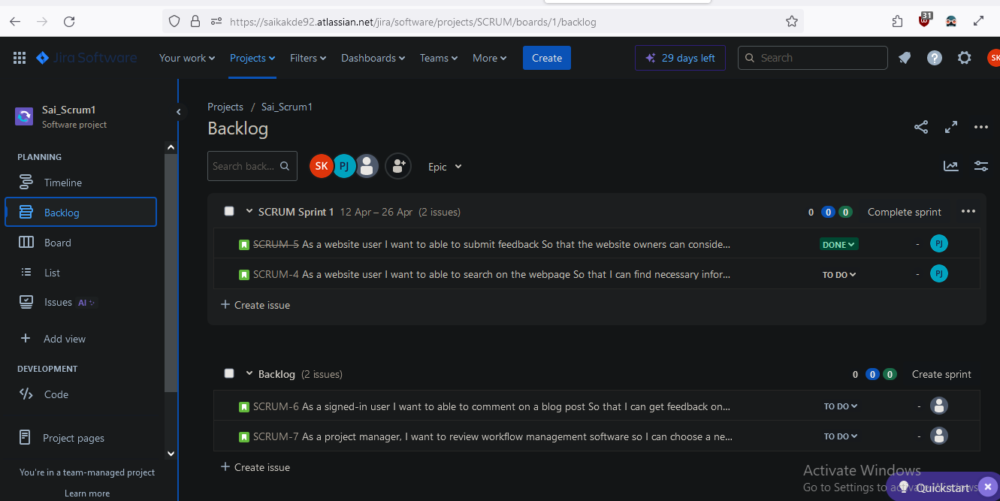 https://saikakde92.atlassian.net/jira/software/projects/SCRUM/boards/1/backlog
31
Jira Software Your work Projects Filters Dashboards Teams More Create 29 days left Search SK
Sai_Scrum1
Software project
PLANNING
Timeline
Backlog
Board
List
Issues AI
Add view
DEVELOPMENT
Code
Project pages
You're in a team-managed project
Learn more
Projects / Sai_Scrum1
Backlog
Search back... SK PJ Epic
SCRUM Sprint 1 12 Apr – 26 Apr (2 issues) 0 0 0 Complete sprint
SCRUM-5 As a website user I want to able to submit feedback So that the website owners can conside... DONE - PJ
SCRUM-4 As a website user I want to able to search on the webpage So that I can find necessary infor... TO DO - PJ
+ Create issue
Backlog (2 issues) 0 0 0 Create sprint
SCRUM-6 As a signed-in user I want to able to comment on a blog post So that I can get feedback on... TO DO -
SCRUM-7 As a project manager, I want to review workflow management software so I can choose a ne... TO DO -
+ Create issue
Activate Windows
Go to Settings to activate Windows.
Quickstart